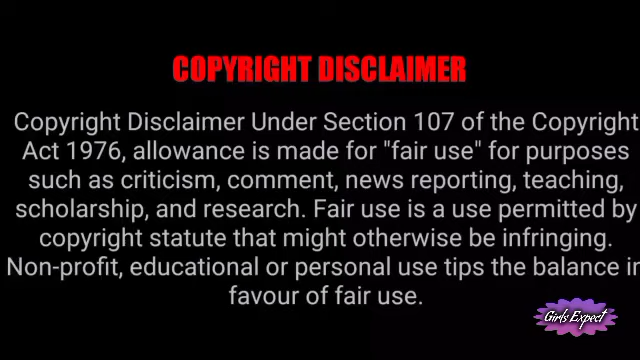 COPYRIGHT DISCLAIMER
Copyright Disclaimer Under Section 107 of the Copyright
Act 1976, allowance is made for "fair use" for purposes
such as criticism, comment, news reporting, teaching,
scholarship, and research. Fair use is a use permitted by
copyright statute that might otherwise be infringing.
Non-profit, educational or personal use tips the balance in
favour of fair use.
Girls Expect